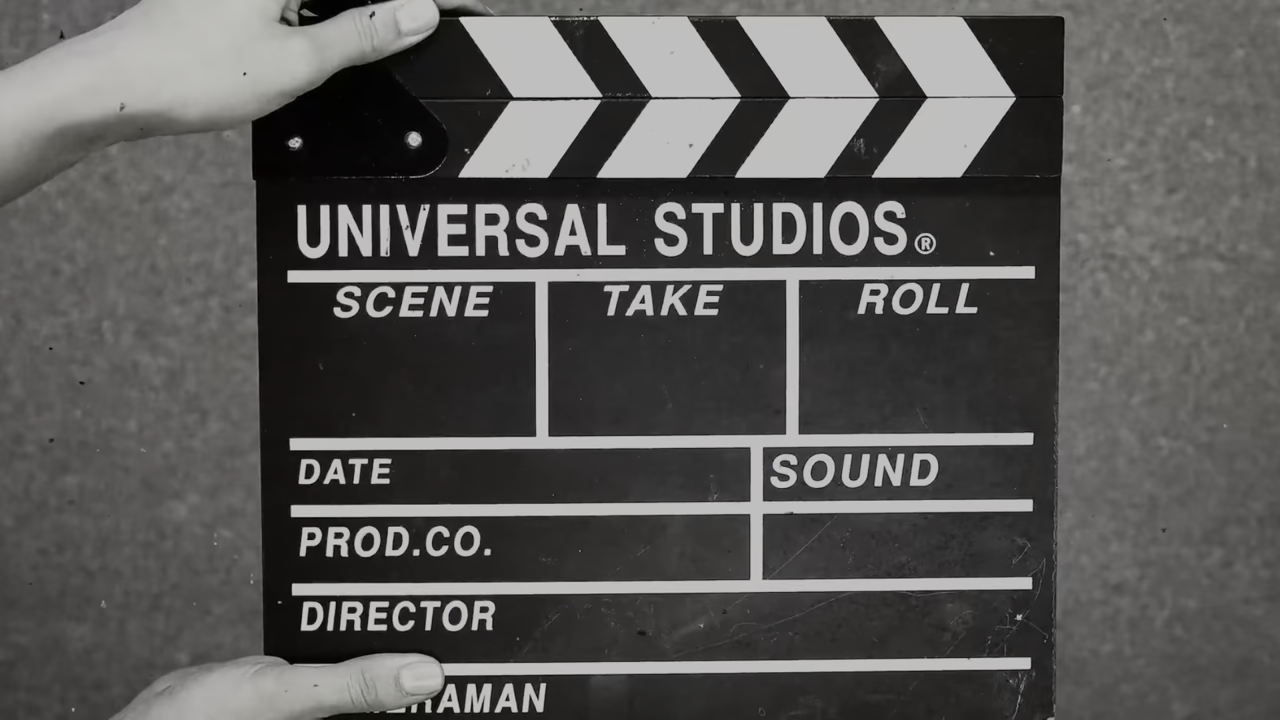 UNIVERSAL STUDIOS®
SCENE TAKE ROLL
DATE SOUND
PROD.CO.
DIRECTOR